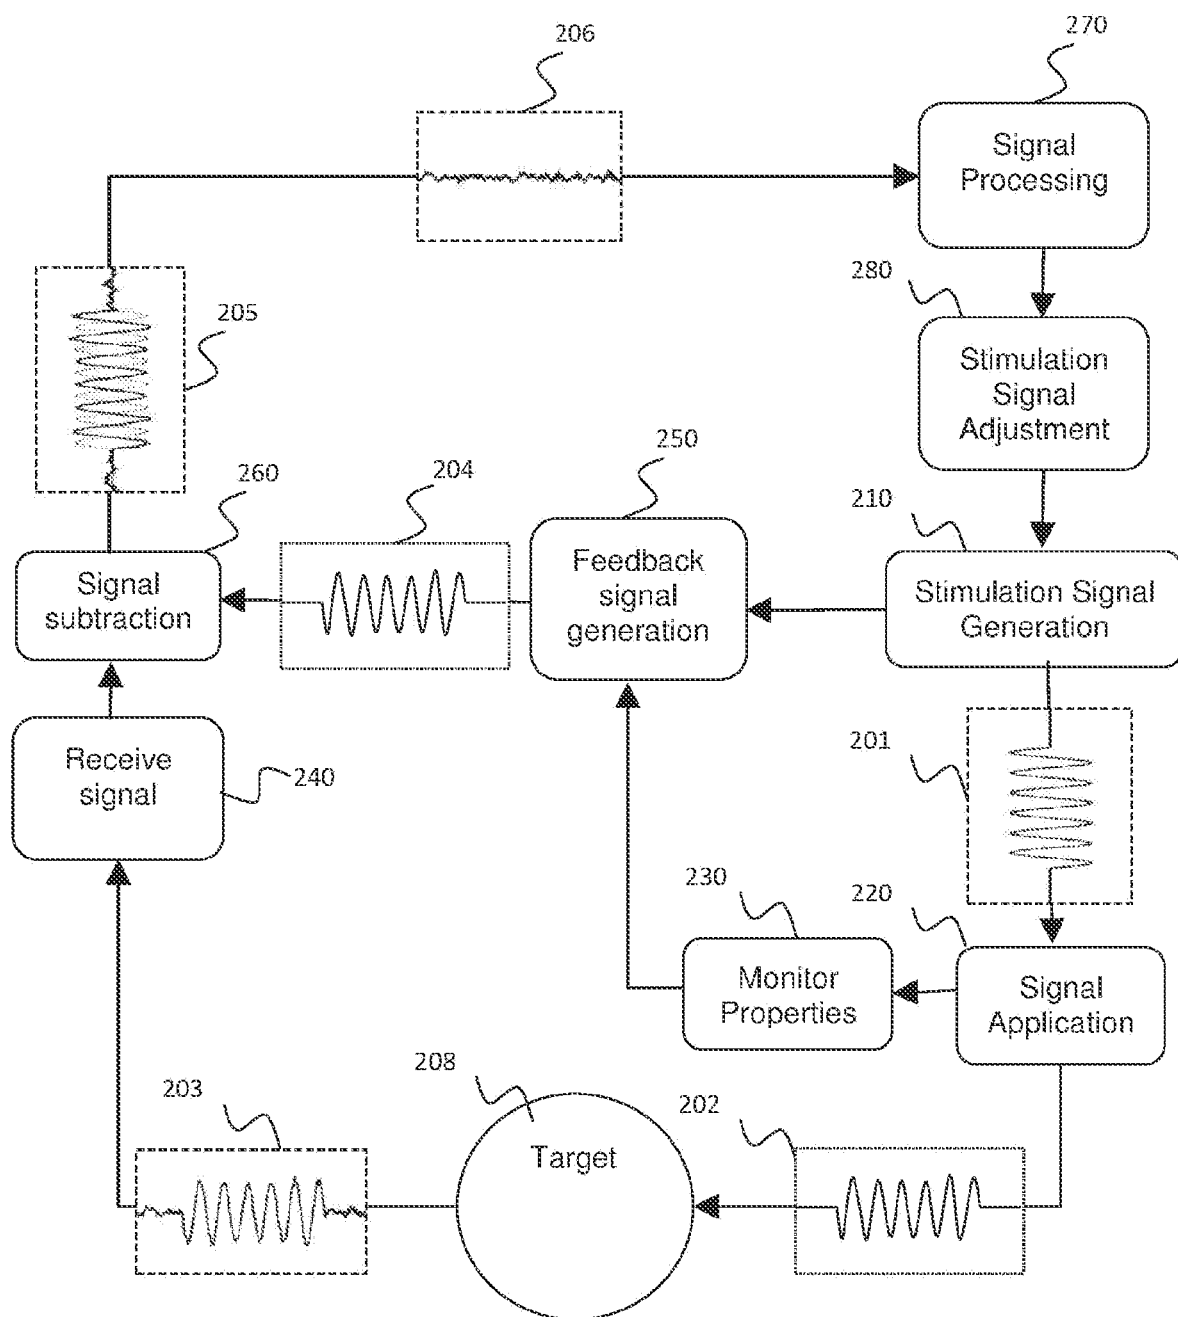 206
270
Signal
Processing
280
205
Stimulation
Signal
Adjustment
250
204
260
210
Signal
subtraction
Feedback
signal
generation
Stimulation Signal
Generation
201
Receive
signal
240
230
220
Monitor
Properties
Signal
Application
208
203
202
Target